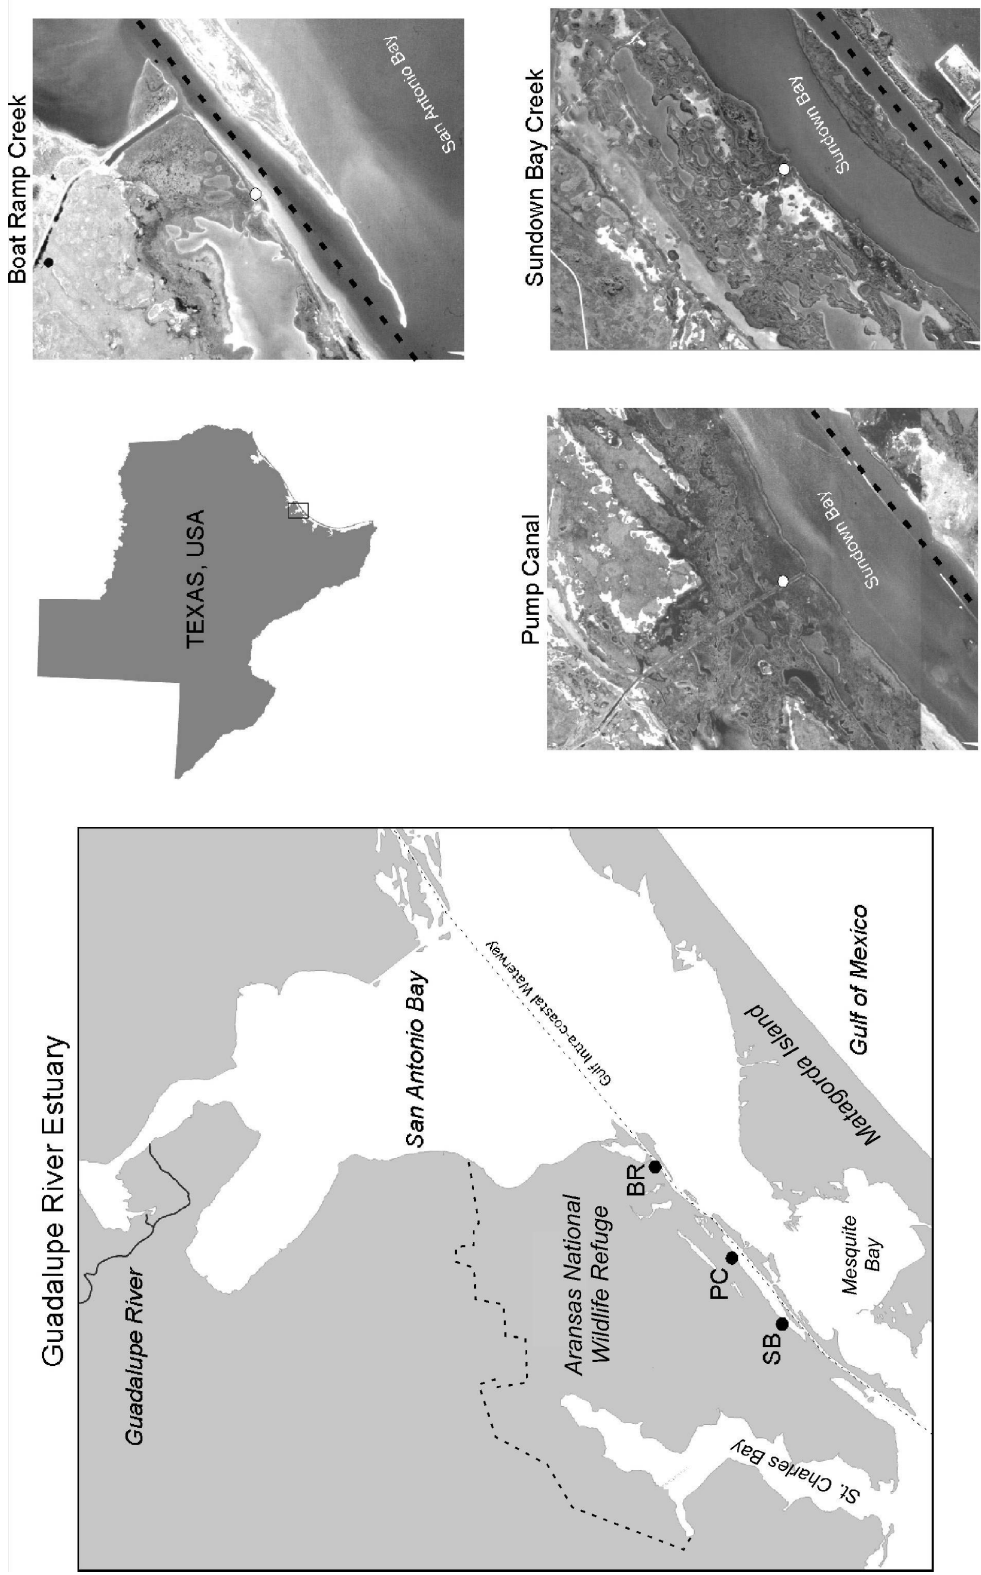 Guadalupe River Estuary
Guadalupe River
San Antonio Bay
Gulf Intra-coastal Waterway
Aransas National
Wildlife Refuge
BR
PC
SB
Matagorda Island
Gulf of Mexico
Mesquite
Bay
St. Charles Bay
TEXAS, USA
Boat Ramp Creek
San Antonio Bay
Pump Canal
Sundown Bay
Sundown Bay Creek
Sundown Bay